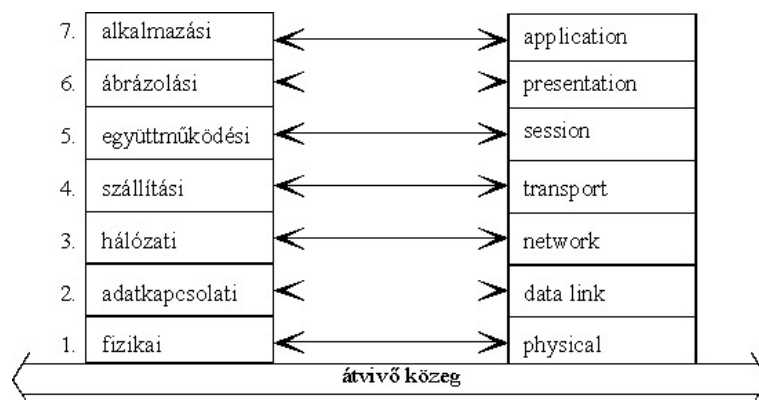 7. alkalmazási application
6. ábrázolási presentation
5. együttműködési session
4. szállítási transport
3. hálózati network
2. adatkapcsolati data link
1. fizikai physical
átvivő közeg